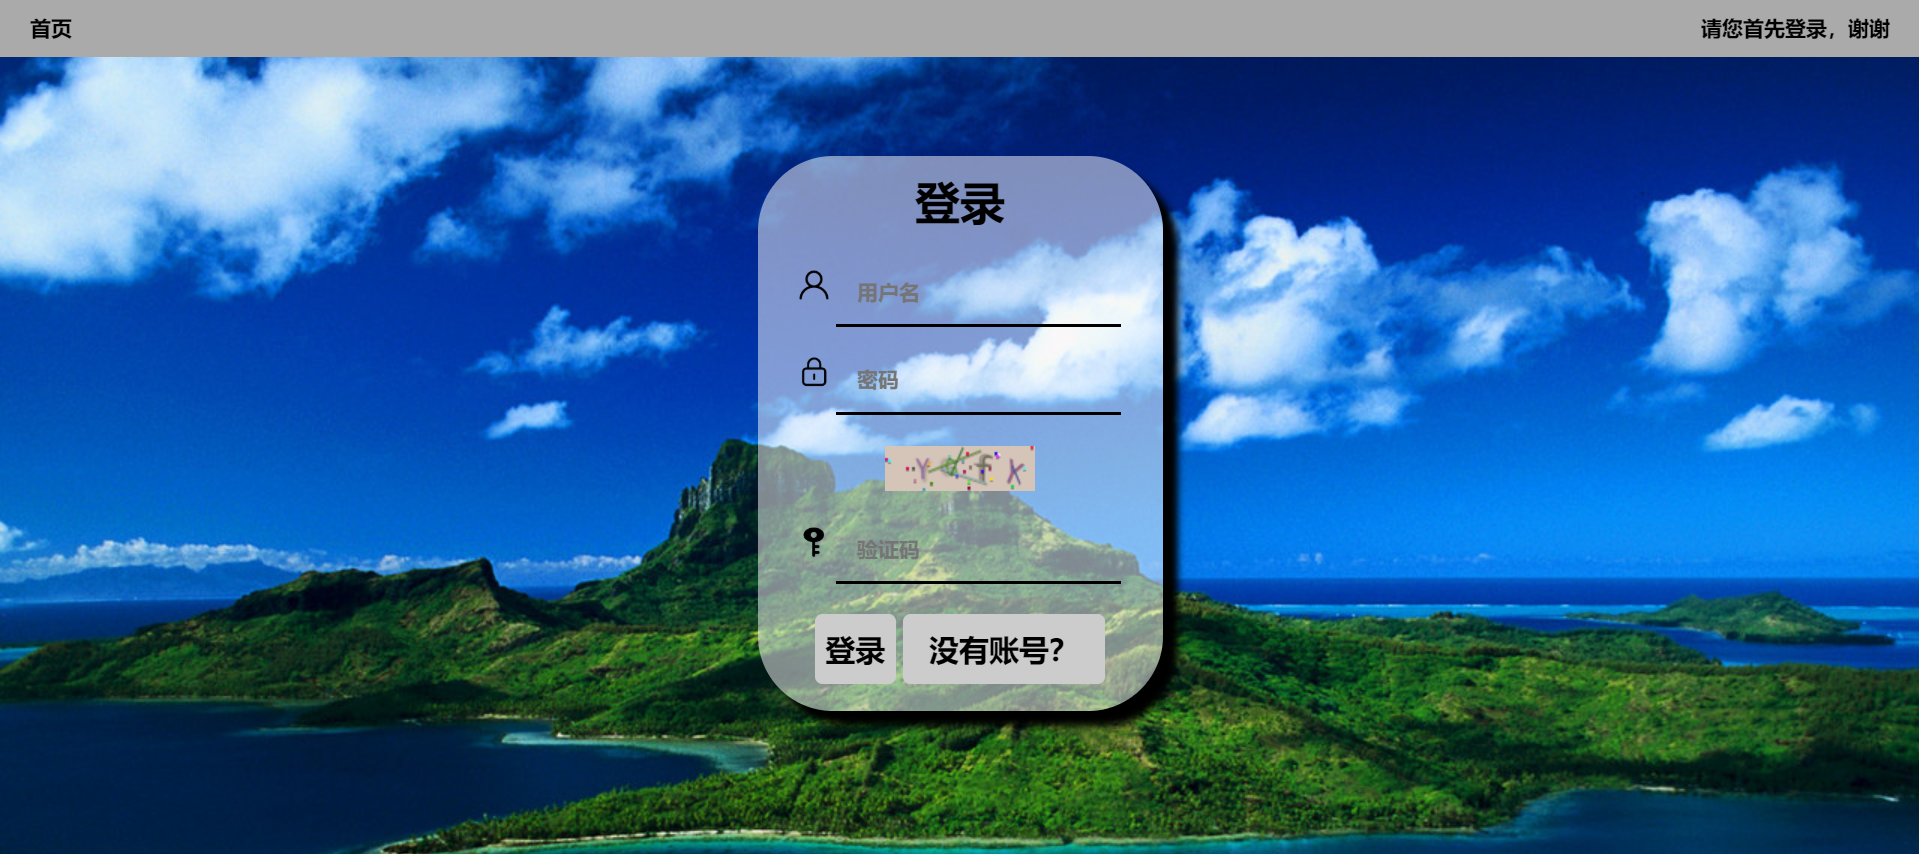 首页
请您首先登录，谢谢
登录
用户名
密码
验证码
登录
没有账号？